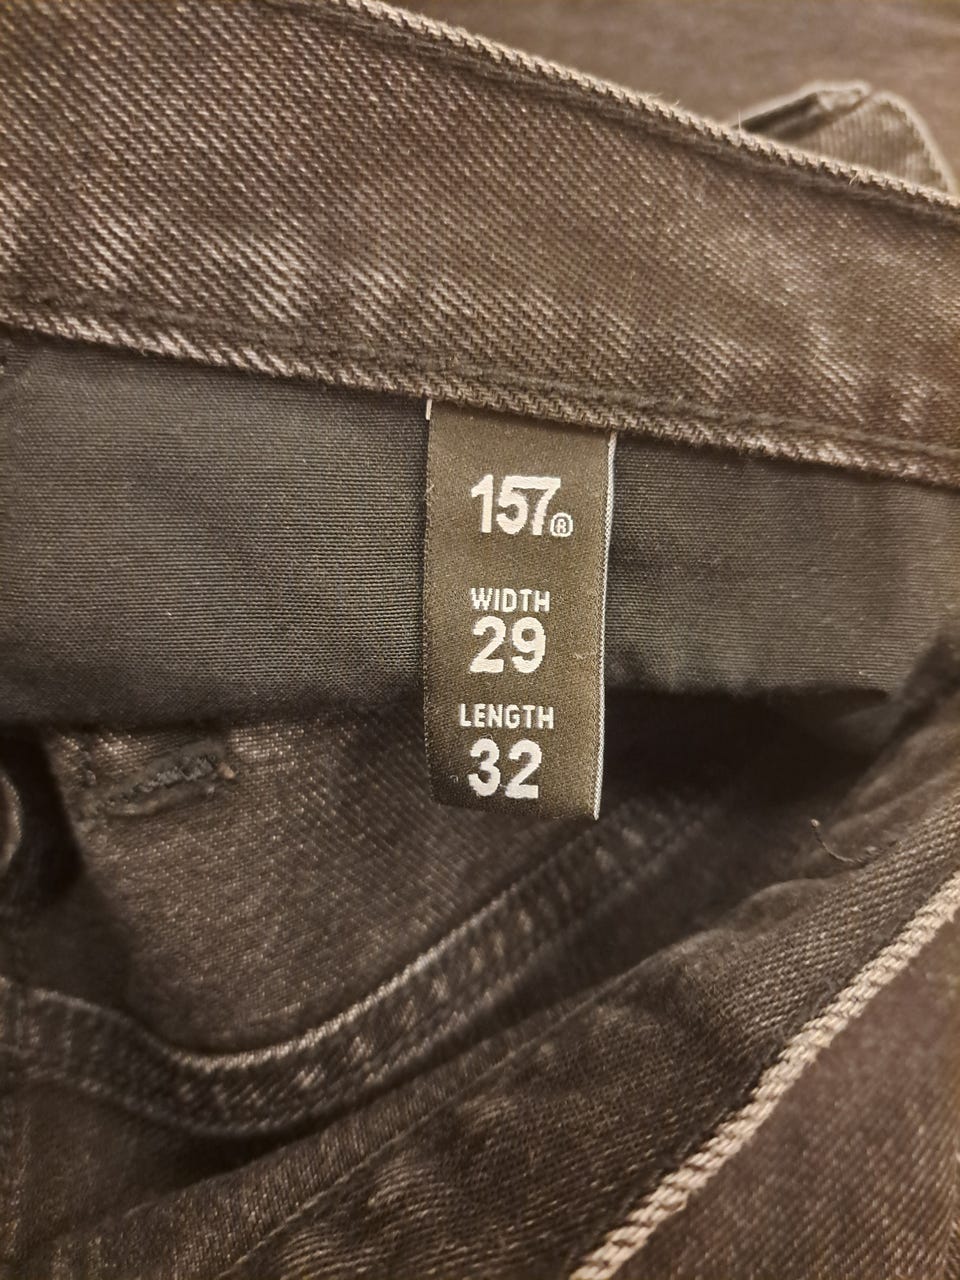 157®
WIDTH
29
LENGTH
32